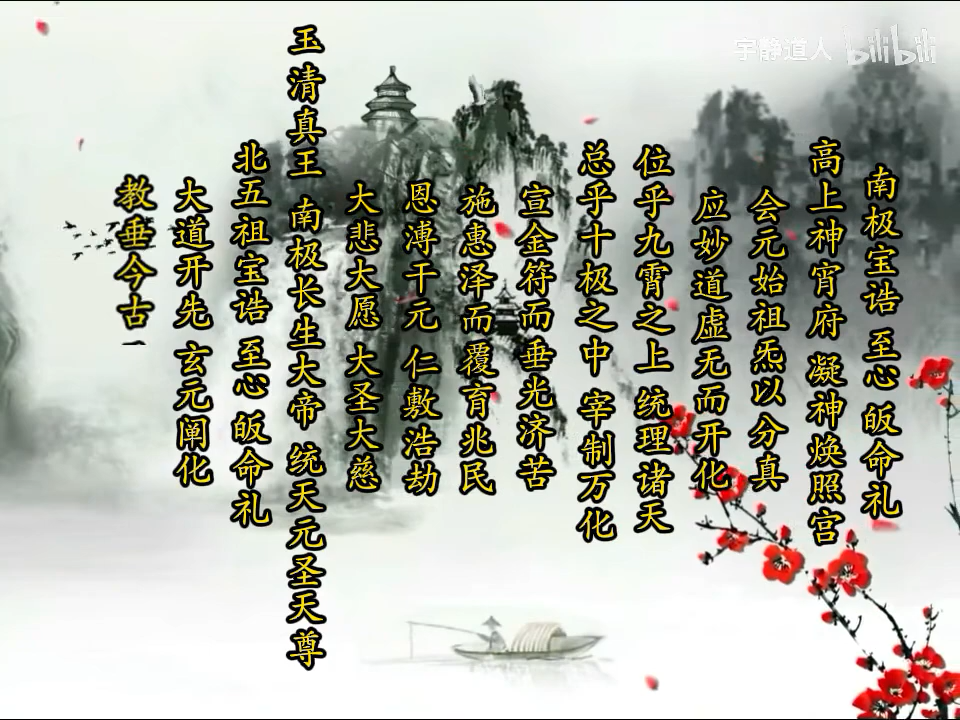 宇静道人 bilibili
南极宝诰 至心 皈命礼
高上神宵府 凝神焕照宫
会元始祖炁以分真
应妙道虚无而开化
位乎九霄之上 统理诸天
总乎十极之中 宰制万化
宣金符而垂光济苦
施惠泽而覆育兆民
恩溥干元 仁敷浩劫
大悲大愿 大圣大慈
玉清真王 南极长生大帝 统天元圣天尊
北五祖宝诰 至心 皈命礼
大道开先 玄元阐化
教垂今古